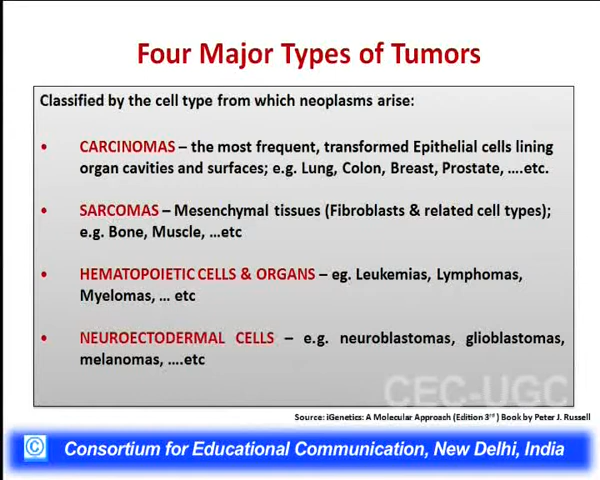 Four Major Types of Tumors
Classified by the cell type from which neoplasms arise:
• CARCINOMAS – the most frequent, transformed Epithelial cells lining
organ cavities and surfaces; e.g. Lung, Colon, Breast, Prostate, ....etc.
• SARCOMAS – Mesenchymal tissues (Fibroblasts & related cell types);
e.g. Bone, Muscle, ...etc
• HEMATOPOIETIC CELLS & ORGANS – eg. Leukemias, Lymphomas,
Myelomas, ... etc
• NEUROECTODERMAL CELLS – e.g. neuroblastomas, glioblastomas,
melanomas, ....etc
CEC-UGC
Source: iGenetics: A Molecular Approach (Edition 3rd ) Book by Peter J. Russell
© Consortium for Educational Communication, New Delhi, India